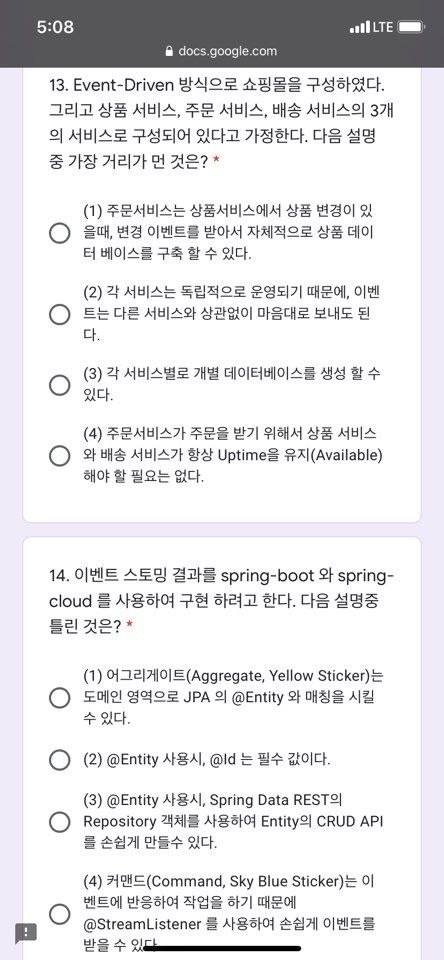 5:08
LTE
docs.google.com
13. Event-Driven 방식으로 쇼핑몰을 구성하였다.
그리고 상품 서비스, 주문 서비스, 배송 서비스의 3개
의 서비스로 구성되어 있다고 가정한다. 다음 설명
중 가장 거리가 먼 것은? *
(1) 주문서비스는 상품서비스에서 상품 변경이 있
을때, 변경 이벤트를 받아서 자체적으로 상품 데이
터 베이스를 구축 할 수 있다.
(2) 각 서비스는 독립적으로 운영되기 때문에, 이벤
트는 다른 서비스와 상관없이 마음대로 보내도 된
다.
(3) 각 서비스별로 개별 데이터베이스를 생성 할 수
있다.
(4) 주문서비스가 주문을 받기 위해서 상품 서비스
와 배송 서비스가 항상 Uptime을 유지(Available)
해야 할 필요는 없다.
14. 이벤트 스토밍 결과를 spring-boot 와 spring-
cloud 를 사용하여 구현 하려고 한다. 다음 설명중
틀린 것은? *
(1) 어그리게이트(Aggregate, Yellow Sticker)는
도메인 영역으로 JPA 의 @Entity 와 매칭을 시킬
수 있다.
(2) @Entity 사용시, @Id 는 필수 값이다.
(3) @Entity 사용시, Spring Data REST의
Repository 객체를 사용하여 Entity의 CRUD API
를 손쉽게 만들수 있다.
(4) 커맨드(Command, Sky Blue Sticker)는 이
벤트에 반응하여 작업을 하기 때문에
@StreamListener 를 사용하여 손쉽게 이벤트를
받을 수 있다.